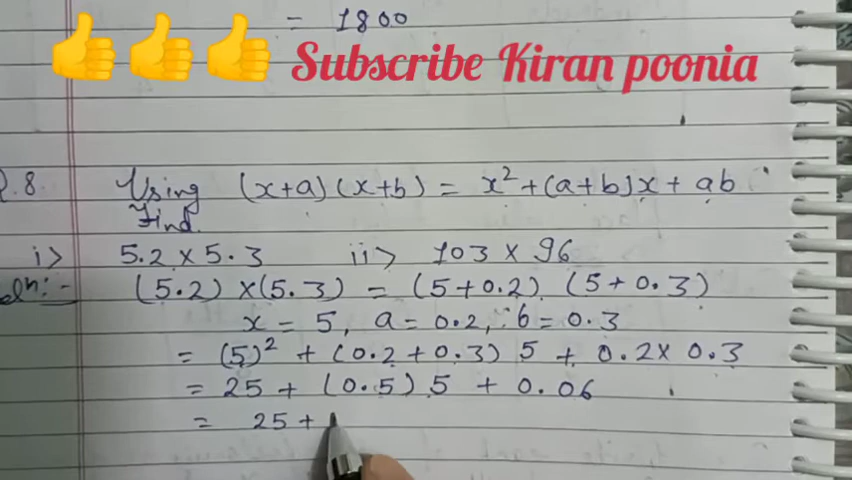 = 1800
👍👍👍 Subscribe Kiran poonia
Q.8. Using (x+a)(x+b) = x²+(a+b)x+ab
Find.
i> 5.2 × 5.3 ii> 103 × 96
(5.2) ×(5.3) = (5+0.2) (5+0.3)
x = 5, a = 0.2, b = 0.3
= (5)² + (0.2+0.3) 5 + 0.2 × 0.3
= 25 + (0.5) 5 + 0.06
= 25 +